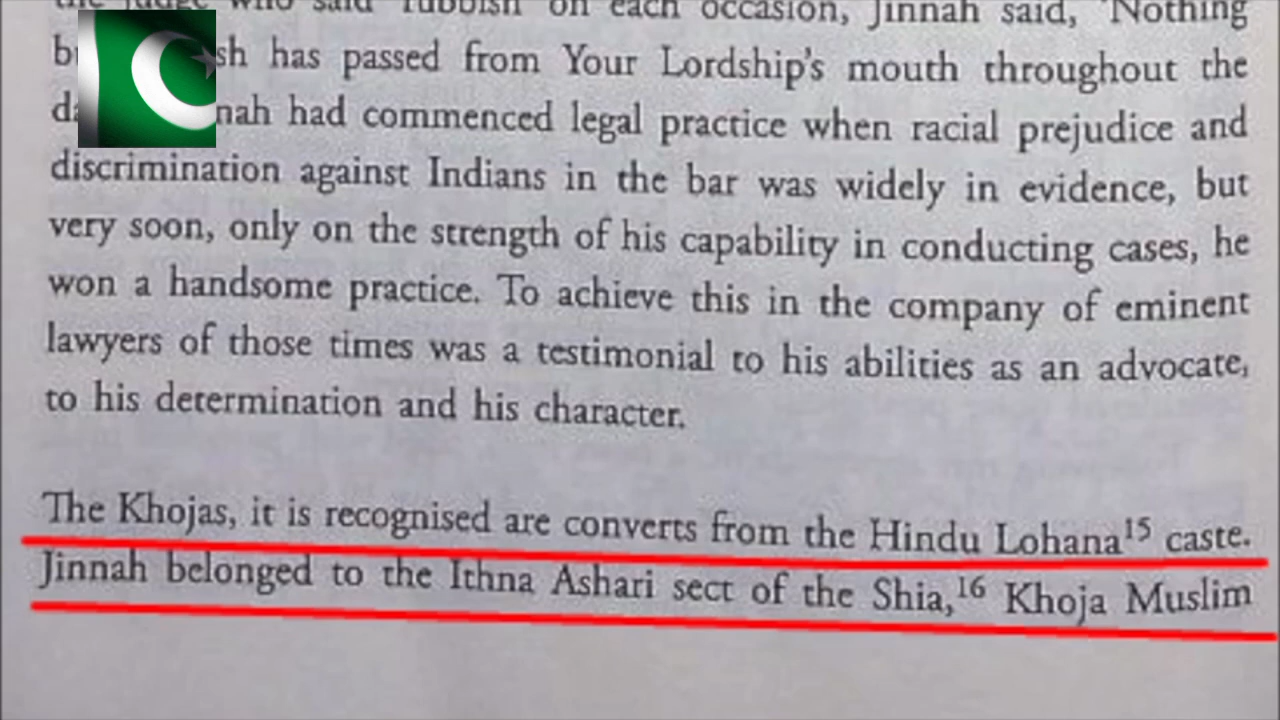 the judge who said 'rubbish' on each occasion, Jinnah said, 'Nothing
has passed from Your Lordship's mouth throughout the
had commenced legal practice when racial prejudice and
discrimination against Indians in the bar was widely in evidence, but
very soon, only on the strength of his capability in conducting cases, he
won a handsome practice. To achieve this in the company of eminent
lawyers of those times was a testimonial to his abilities as an advocate,
to his determination and his character.
The Khojas, it is recognised are converts from the Hindu Lohana15 caste.
Jinnah belonged to the Ithna Ashari sect of the Shia,16 Khoja Muslim